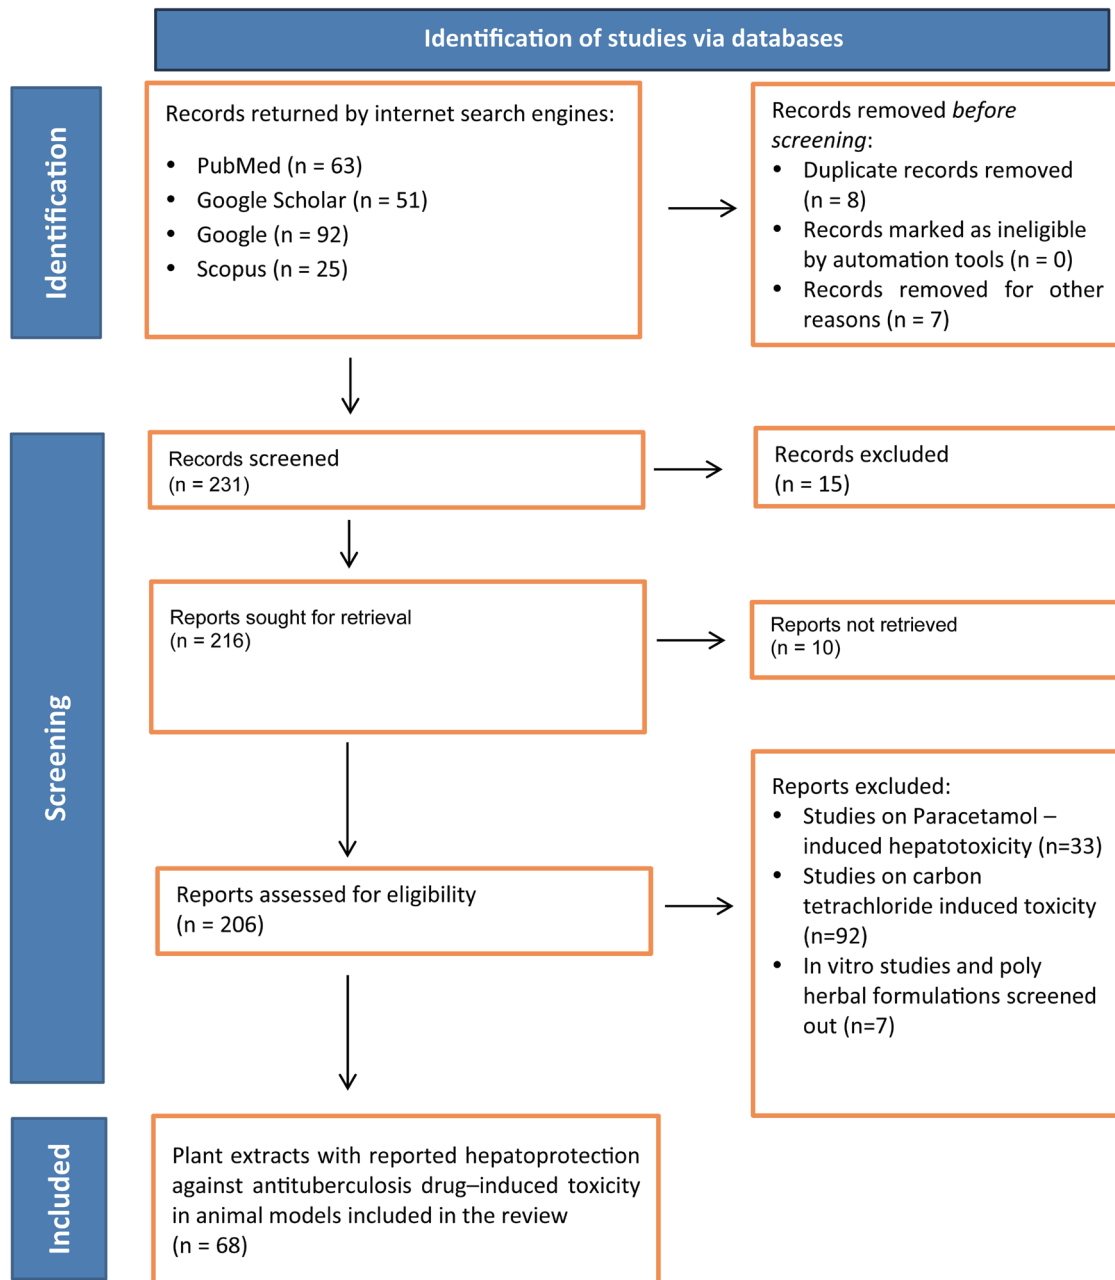 Identification of studies via databases
Identification
Records returned by internet search engines:
• PubMed (n = 63)
• Google Scholar (n = 51)
• Google (n = 92)
• Scopus (n = 25)
Records removed before
screening:
• Duplicate records removed
(n = 8)
• Records marked as ineligible
by automation tools (n = 0)
• Records removed for other
reasons (n = 7)
Screening
Records screened
(n = 231)
Records excluded
(n = 15)
Reports sought for retrieval
(n = 216)
Reports not retrieved
(n = 10)
Reports assessed for eligibility
(n = 206)
Reports excluded:
• Studies on Paracetamol –
induced hepatotoxicity (n=33)
• Studies on carbon
tetrachloride induced toxicity
(n=92)
• In vitro studies and poly
herbal formulations screened
out (n=7)
Included
Plant extracts with reported hepatoprotection
against antituberculosis drug–induced toxicity
in animal models included in the review
(n = 68)